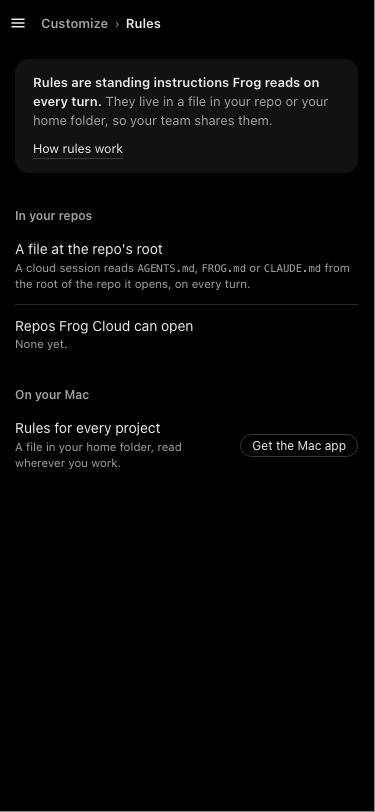 Customize › Rules
Rules are standing instructions Frog reads on
every turn. They live in a file in your repo or your
home folder, so your team shares them.
How rules work
In your repos
A file at the repo's root
A cloud session reads AGENTS.md, FROG.md or CLAUDE.md from
the root of the repo it opens, on every turn.
Repos Frog Cloud can open
None yet.
On your Mac
Rules for every project
A file in your home folder, read
wherever you work.
Get the Mac app